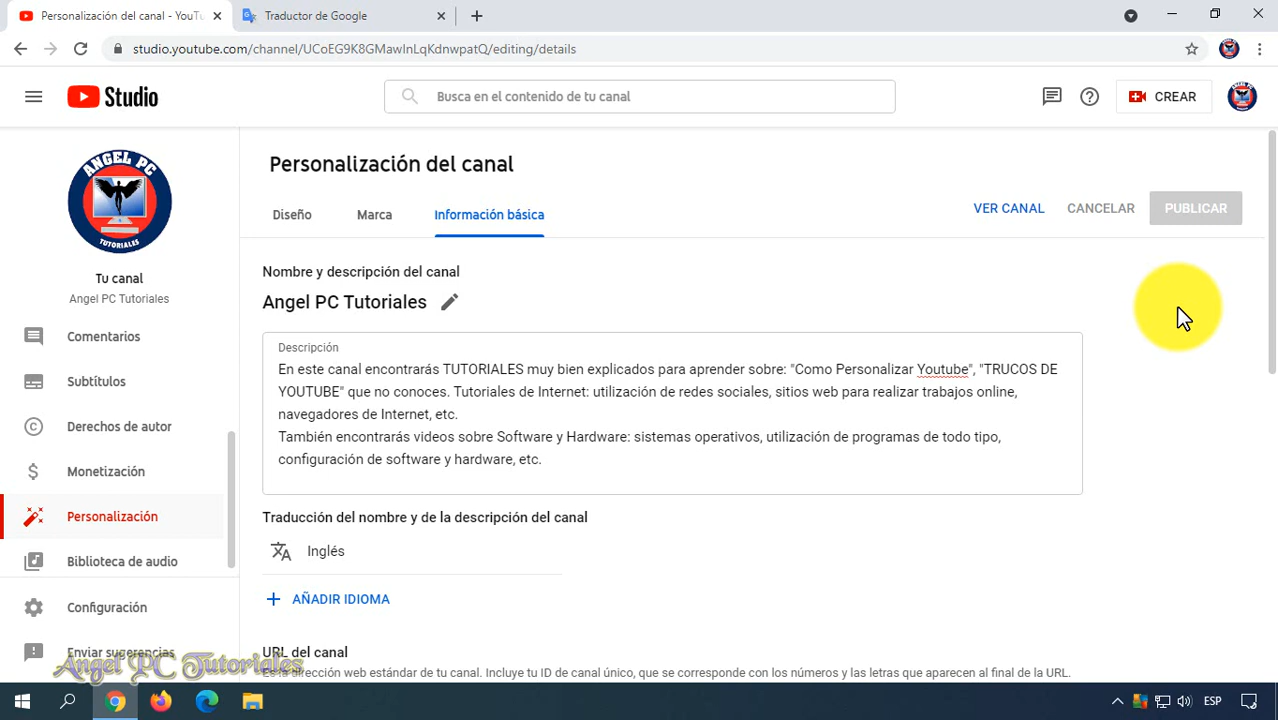 Personalización del canal - YouTu
Traductor de Google
studio.youtube.com/channel/UCoEG9K8GMawInLqKdnwpatQ/editing/details
Studio
Busca en el contenido de tu canal
CREAR
ANGEL PC
TUTORIALES
Tu canal
Angel PC Tutoriales
Comentarios
Subtítulos
Derechos de autor
Monetización
Personalización
Biblioteca de audio
Configuración
Enviar sugerencias
Personalización del canal
Diseño
Marca
Información básica
VER CANAL
CANCELAR
PUBLICAR
Nombre y descripción del canal
Angel PC Tutoriales
Descripción
En este canal encontrarás TUTORIALES muy bien explicados para aprender sobre: "Como Personalizar Youtube", "TRUCOS DE
YOUTUBE" que no conoces. Tutoriales de Internet: utilización de redes sociales, sitios web para realizar trabajos online,
navegadores de Internet, etc.
También encontrarás videos sobre Software y Hardware: sistemas operativos, utilización de programas de todo tipo,
configuración de software y hardware, etc.
Traducción del nombre y de la descripción del canal
Inglés
AÑADIR IDIOMA
URL del canal
Es la dirección web estándar de tu canal. Incluye tu ID de canal único, que se corresponde con los números y las letras que aparecen al final de la URL.
Angel PC Tutoriales
ESP